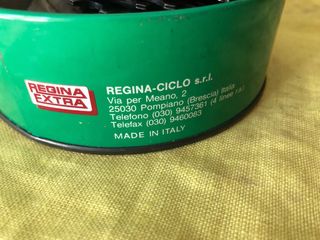 REGINA
EXTRA
REGINA-CICLO s.r.l.
Via per Meano, 2
25030 Pompiano (Brescia) Italia
Telefono (030) 9457361 (4 linee r.a.)
Telefax (030) 9460083
MADE IN ITALY